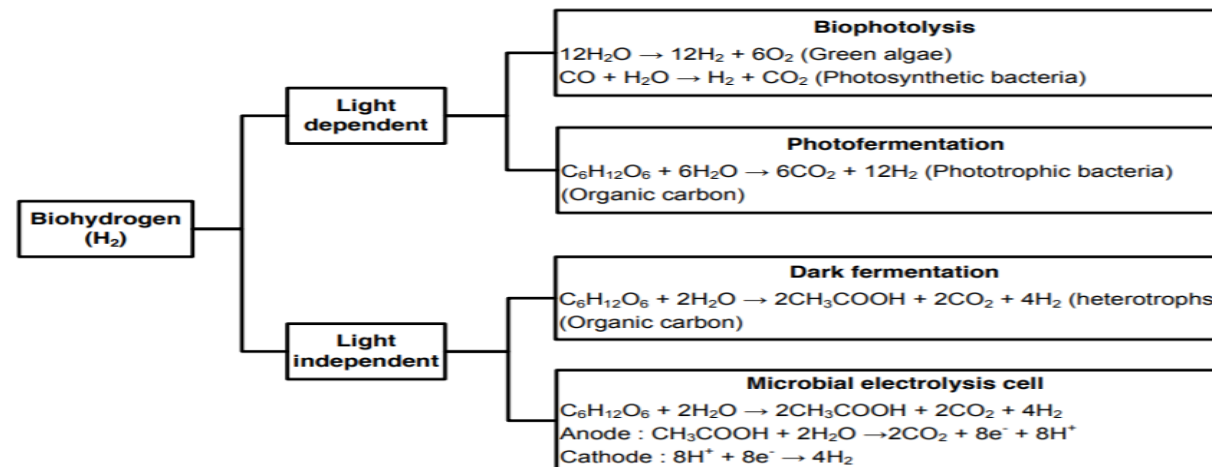 Biophotolysis
12H₂O → 12H₂ + 6O₂ (Green algae)
CO + H₂O → H₂ + CO₂ (Photosynthetic bacteria)
Light
dependent
Photofermentation
C₆H₁₂O₆ + 6H₂O → 6CO₂ + 12H₂ (Phototrophic bacteria)
(Organic carbon)
Biohydrogen
(H₂)
Dark fermentation
C₆H₁₂O₆ + 2H₂O → 2CH₃COOH + 2CO₂ + 4H₂ (heterotrophs
(Organic carbon)
Light
independent
Microbial electrolysis cell
C₆H₁₂O₆ + 2H₂O → 2CH₃COOH + 2CO₂ + 4H₂
Anode : CH₃COOH + 2H₂O →2CO₂ + 8e⁻ + 8H⁺
Cathode : 8H⁺ + 8e⁻ → 4H₂